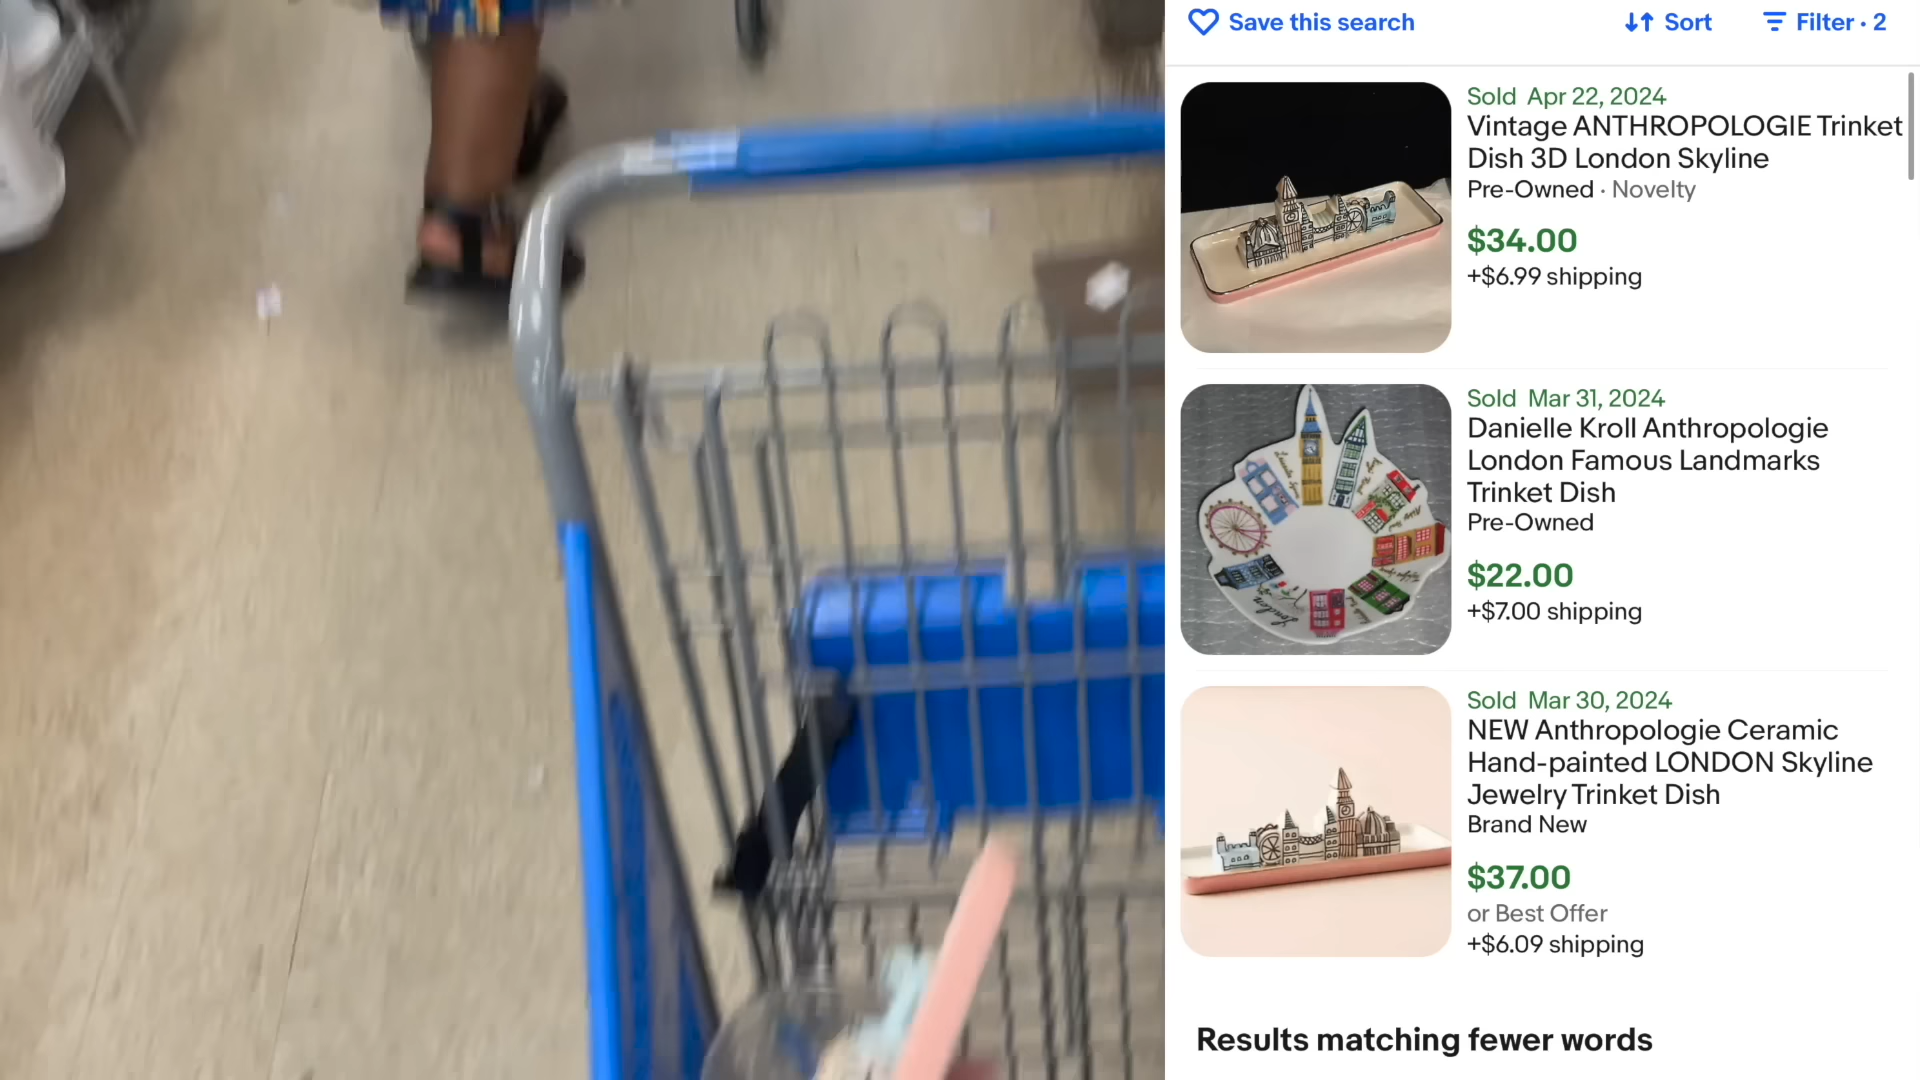 Save this search
Sort
Filter · 2
Sold Apr 22, 2024
Vintage ANTHROPOLOGIE Trinket
Dish 3D London Skyline
Pre-Owned · Novelty
$34.00
+$6.99 shipping
Sold Mar 31, 2024
Danielle Kroll Anthropologie
London Famous Landmarks
Trinket Dish
Pre-Owned
$22.00
+$7.00 shipping
London
Sold Mar 30, 2024
NEW Anthropologie Ceramic
Hand-painted LONDON Skyline
Jewelry Trinket Dish
Brand New
$37.00
or Best Offer
+$6.09 shipping
Results matching fewer words